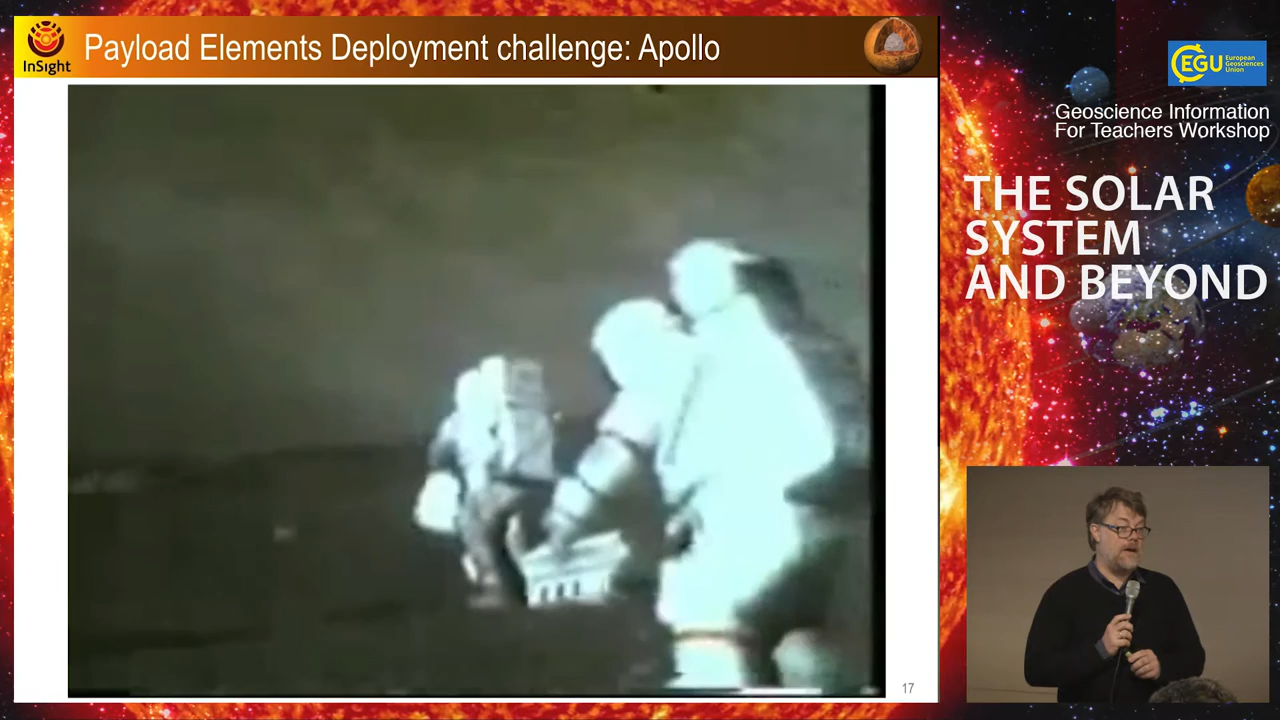 InSight
Payload Elements Deployment challenge: Apollo
17
EGU
European
Geosciences
Union
Geoscience Information
For Teachers Workshop
THE SOLAR
SYSTEM
AND BEYOND